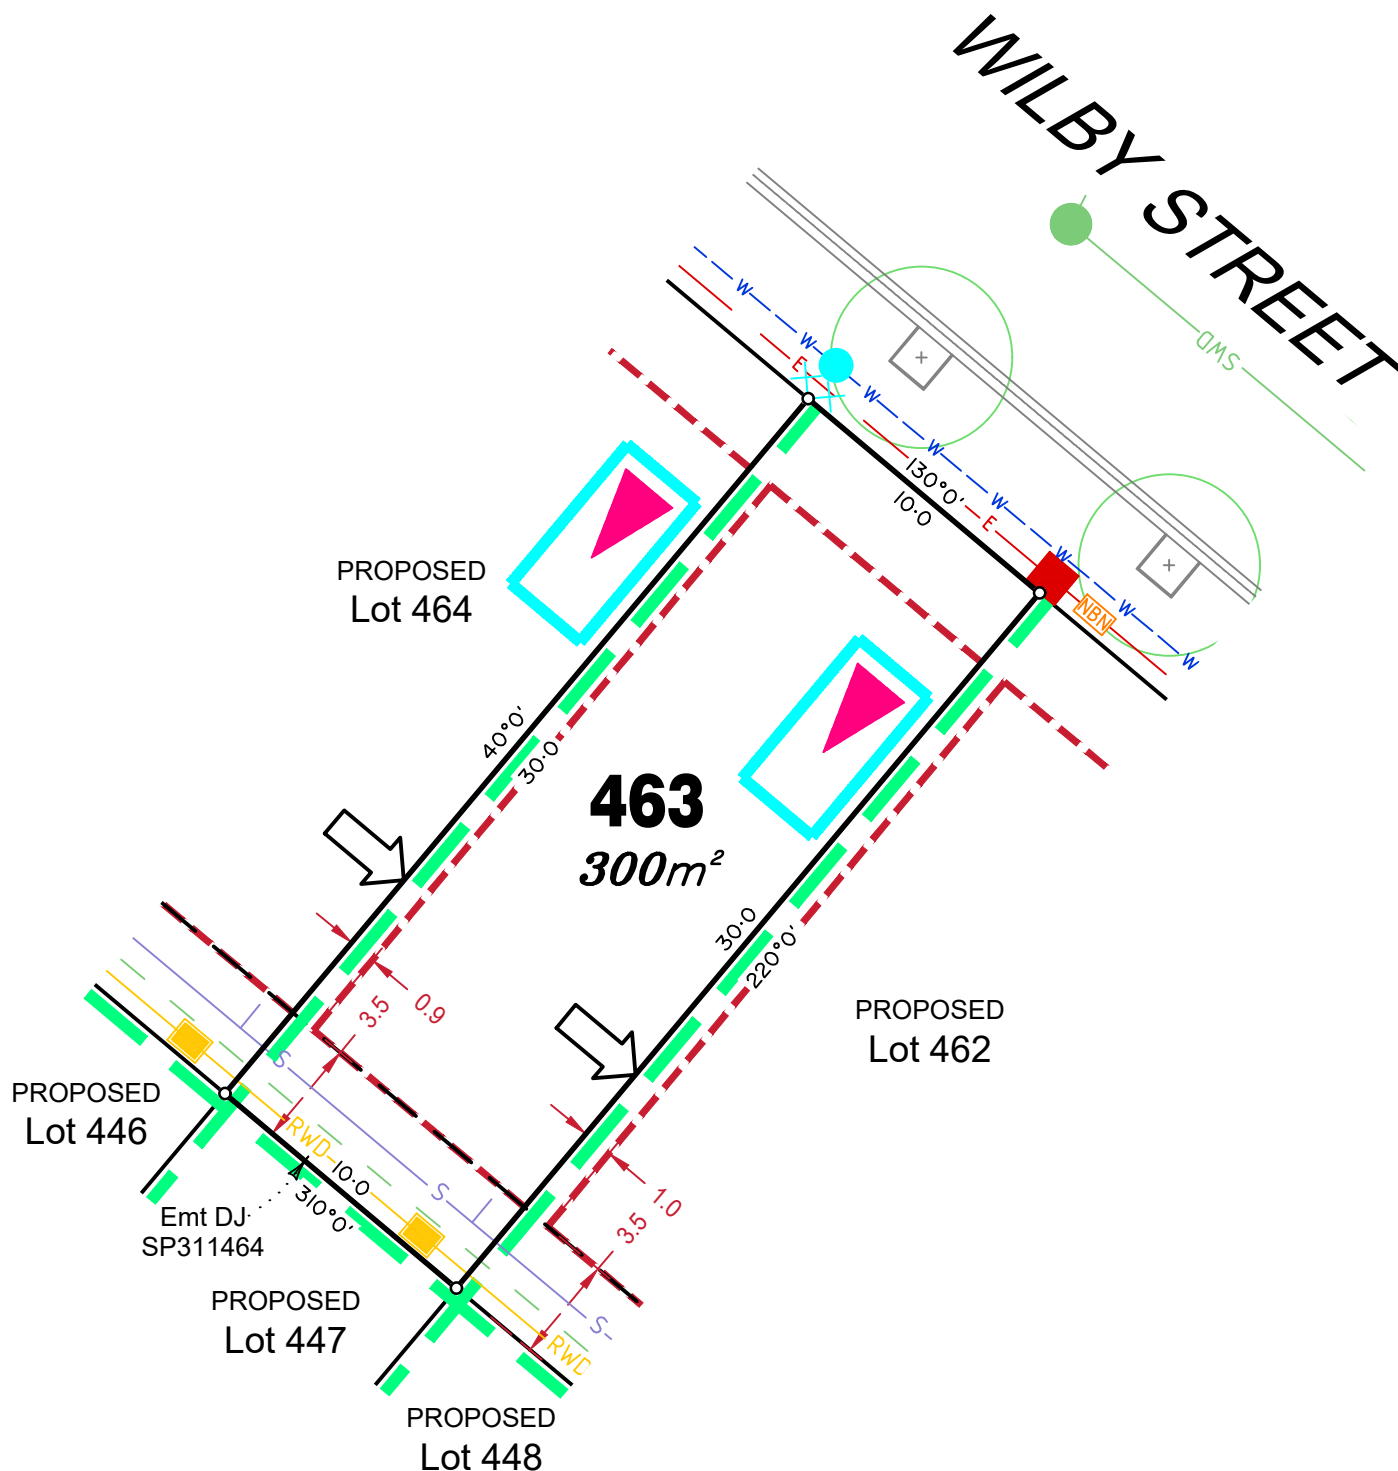 WILBY STREET
SWD
W
W
E
W
W
130°0'
10·0
W
E
W
NBN
W
W
PROPOSED
Lot 464
40°0'
30·0
463
300m²
30·0
220°0'
0.9
3.5
PROPOSED
Lot 462
S
PROPOSED
Lot 446
RWD
10·0
310°0'
S
Emt DJ
SP311464
1.0
3.5
PROPOSED
Lot 447
S
RWD
PROPOSED
Lot 448